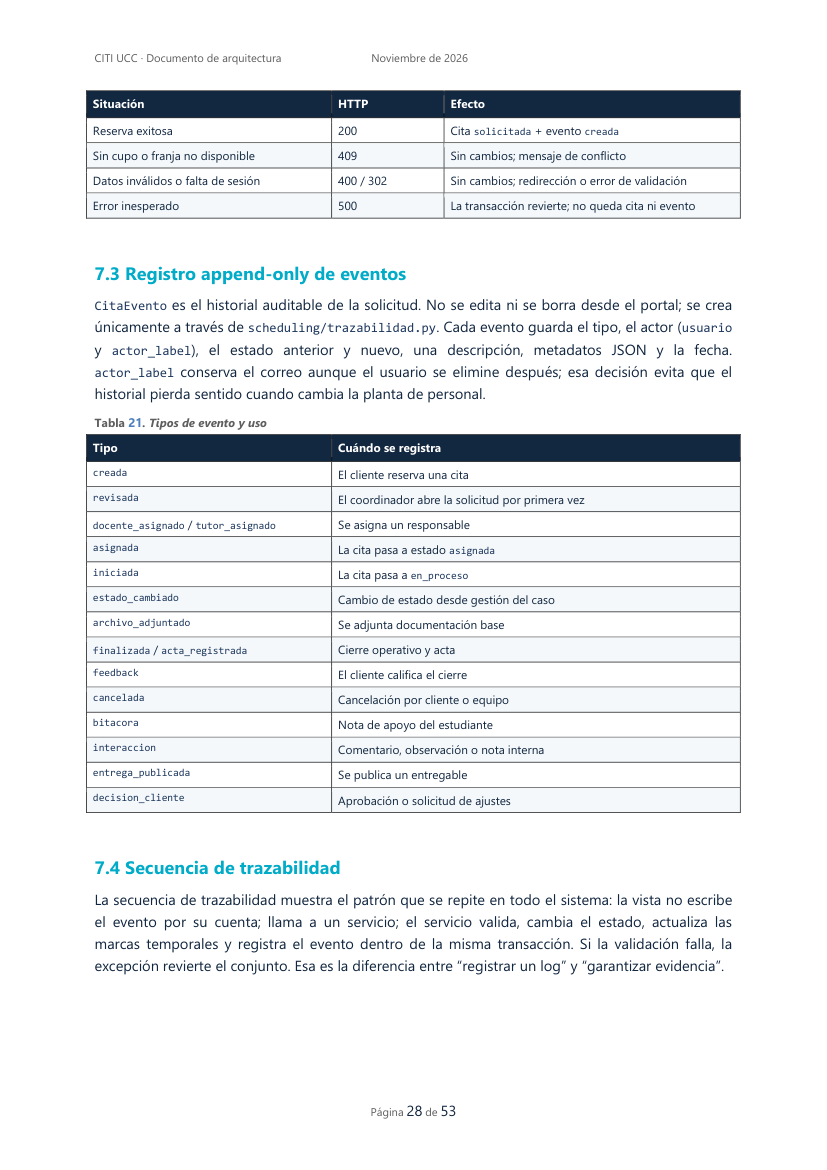 CITI UCC · Documento de arquitectura Noviembre de 2026
Situación HTTP Efecto
Reserva exitosa 200 Cita solicitada + evento creada
Sin cupo o franja no disponible 409 Sin cambios; mensaje de conflicto
Datos inválidos o falta de sesión 400 / 302 Sin cambios; redirección o error de validación
Error inesperado 500 La transacción revierte; no queda cita ni evento
7.3 Registro append-only de eventos
CitaEvento es el historial auditable de la solicitud. No se edita ni se borra desde el portal; se crea
únicamente a través de scheduling/trazabilidad.py. Cada evento guarda el tipo, el actor (usuario
y actor_label), el estado anterior y nuevo, una descripción, metadatos JSON y la fecha.
actor_label conserva el correo aunque el usuario se elimine después; esa decisión evita que el
historial pierda sentido cuando cambia la planta de personal.
Tabla 21. Tipos de evento y uso
Tipo Cuándo se registra
creada El cliente reserva una cita
revisada El coordinador abre la solicitud por primera vez
docente_asignado / tutor_asignado Se asigna un responsable
asignada La cita pasa a estado asignada
iniciada La cita pasa a en_proceso
estado_cambiado Cambio de estado desde gestión del caso
archivo_adjuntado Se adjunta documentación base
finalizada / acta_registrada Cierre operativo y acta
feedback El cliente califica el cierre
cancelada Cancelación por cliente o equipo
bitacora Nota de apoyo del estudiante
interaccion Comentario, observación o nota interna
entrega_publicada Se publica un entregable
decision_cliente Aprobación o solicitud de ajustes
7.4 Secuencia de trazabilidad
La secuencia de trazabilidad muestra el patrón que se repite en todo el sistema: la vista no escribe
el evento por su cuenta; llama a un servicio; el servicio valida, cambia el estado, actualiza las
marcas temporales y registra el evento dentro de la misma transacción. Si la validación falla, la
excepción revierte el conjunto. Esa es la diferencia entre “registrar un log” y “garantizar evidencia”.
Página 28 de 53